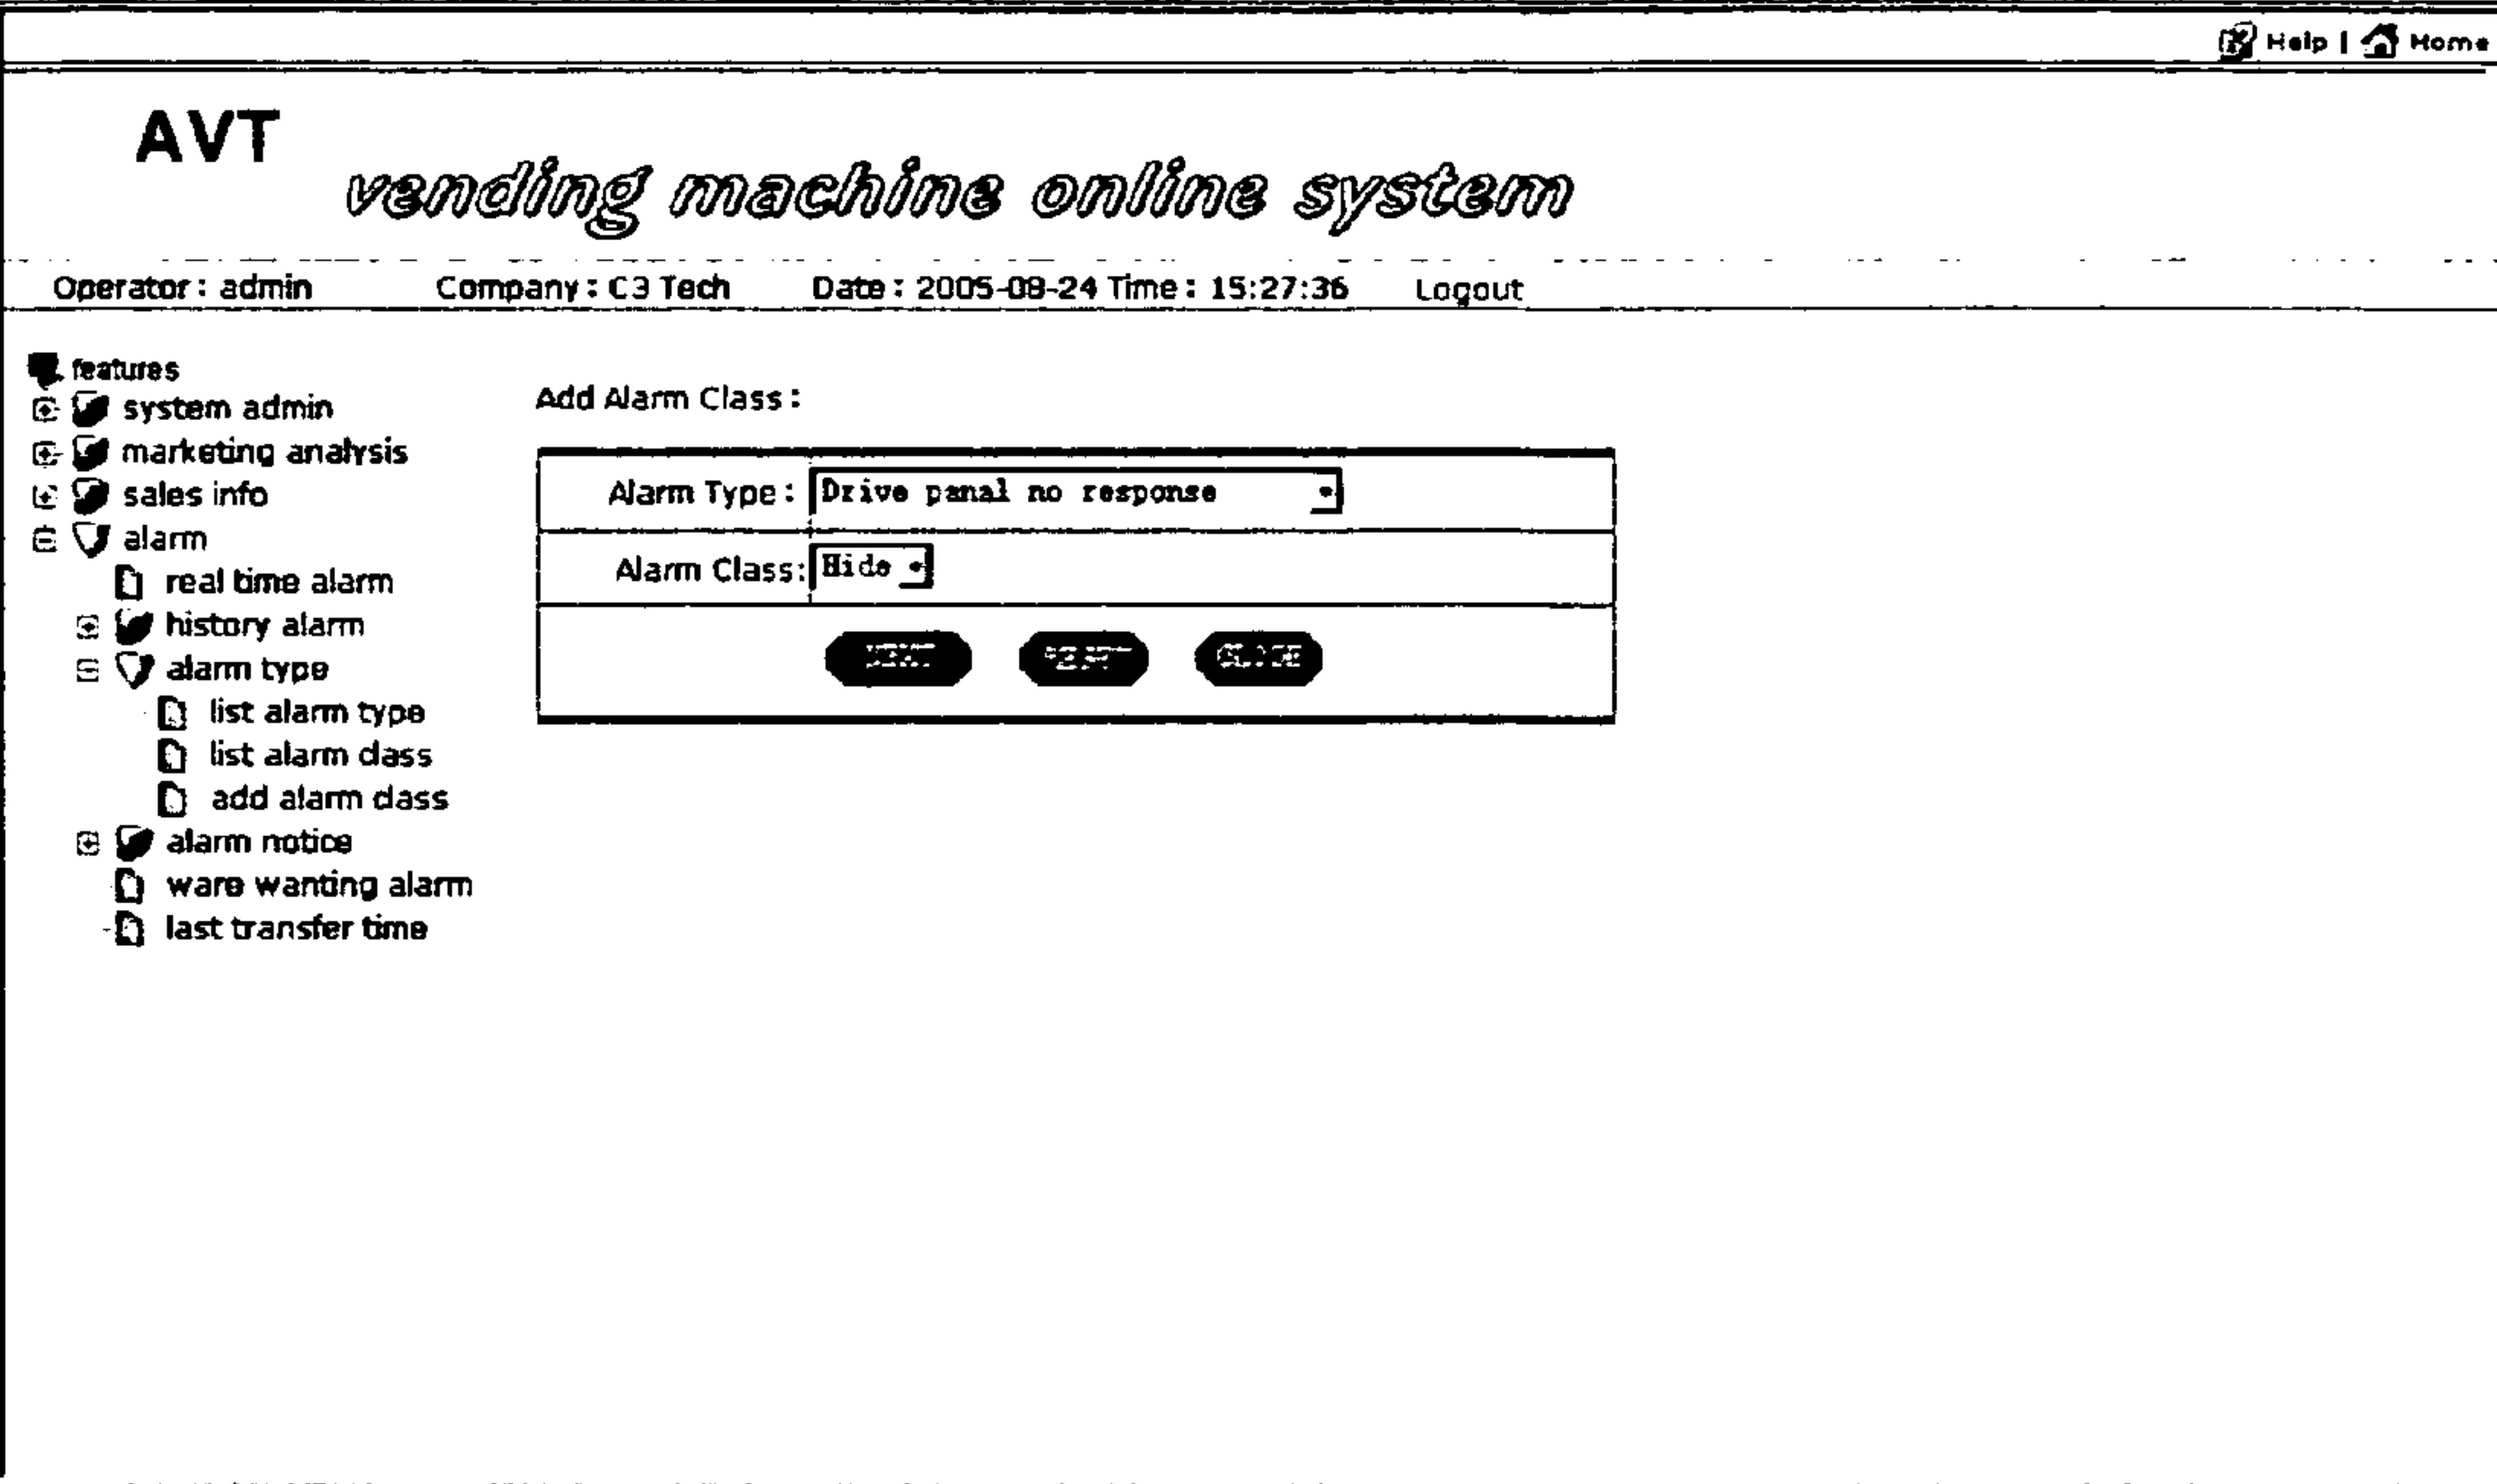 Help | Home
AVT
vending machine online system
Operator : admin Company : C3 Tech Date : 2005-08-24 Time : 15:27:36 Logout
features
system admin
marketing analysis
sales info
alarm
real time alarm
history alarm
alarm type
list alarm type
list alarm class
add alarm class
alarm notice
ware wanting alarm
last transfer time
Add Alarm Class :
Alarm Type : Drive panal no response
Alarm Class: Hide